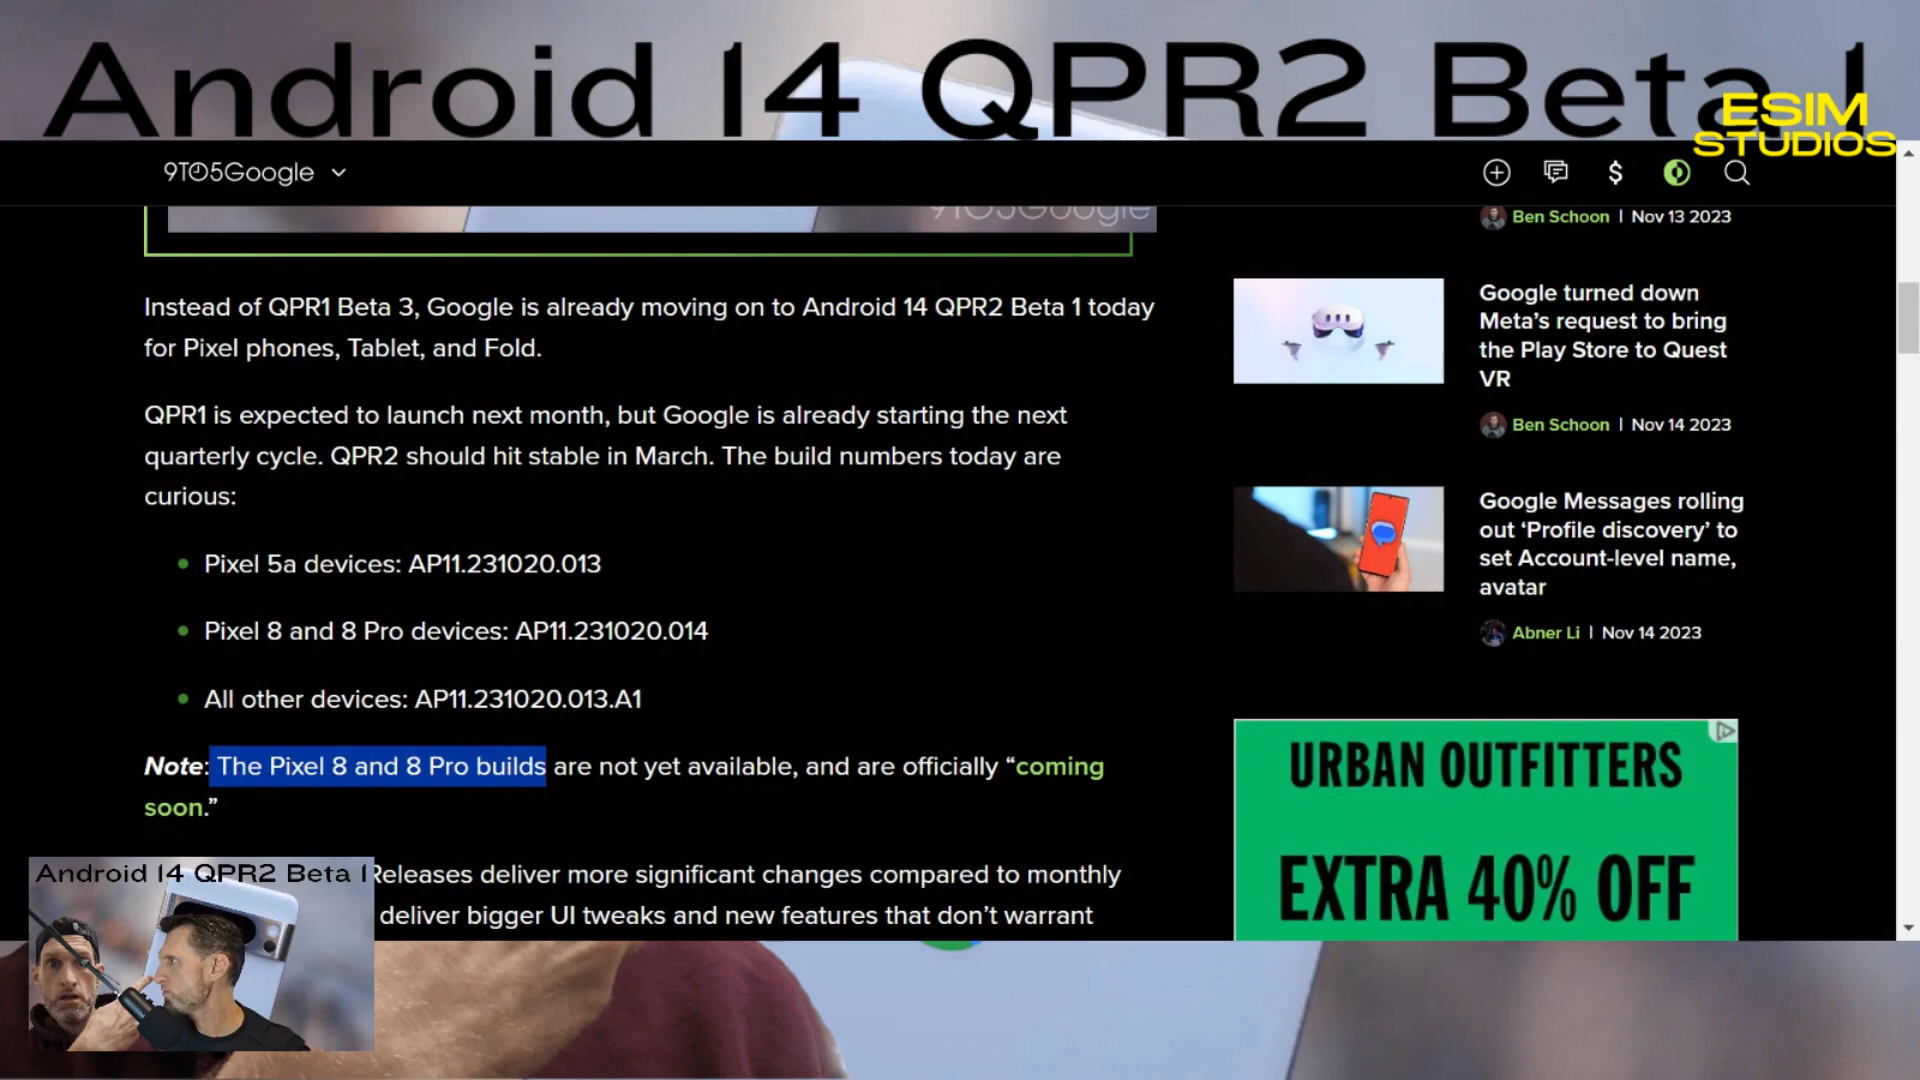 Android 14 QPR2 Beta 1
ESIM
STUDIOS
9TO5Google
$
9TO5Google
Instead of QPR1 Beta 3, Google is already moving on to Android 14 QPR2 Beta 1 today
for Pixel phones, Tablet, and Fold.
QPR1 is expected to launch next month, but Google is already starting the next
quarterly cycle. QPR2 should hit stable in March. The build numbers today are
curious:
Pixel 5a devices: AP11.231020.013
Pixel 8 and 8 Pro devices: AP11.231020.014
All other devices: AP11.231020.013.A1
Note: The Pixel 8 and 8 Pro builds are not yet available, and are officially “coming
soon.”
Releases deliver more significant changes compared to monthly
deliver bigger UI tweaks and new features that don’t warrant
Ben Schoon | Nov 13 2023
Google turned down
Meta’s request to bring
the Play Store to Quest
VR
Ben Schoon | Nov 14 2023
Google Messages rolling
out ‘Profile discovery’ to
set Account-level name,
avatar
Abner Li | Nov 14 2023
URBAN OUTFITTERS
EXTRA 40% OFF
Android 14 QPR2 Beta 1